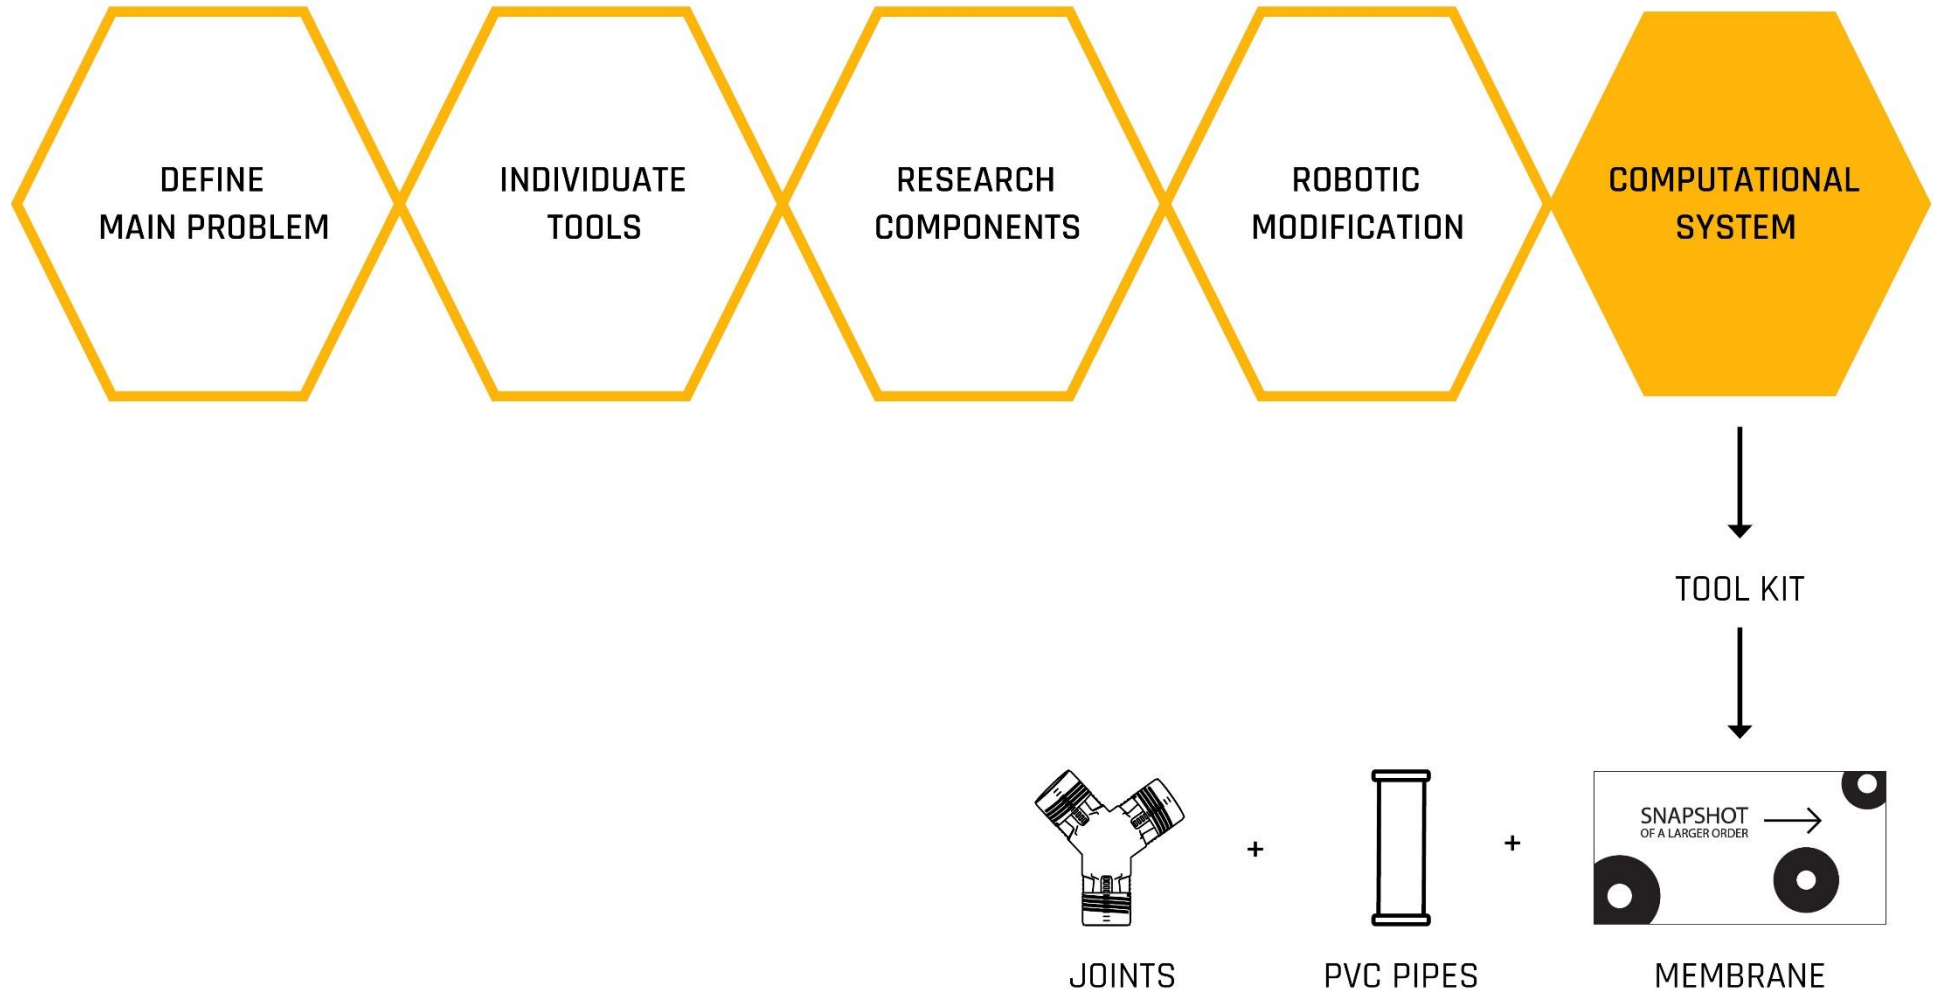 DEFINE
MAIN PROBLEM
INDIVIDUATE
TOOLS
RESEARCH
COMPONENTS
ROBOTIC
MODIFICATION
COMPUTATIONAL
SYSTEM
TOOL KIT
+
+
SNAPSHOT
OF A LARGER ORDER
JOINTS
PVC PIPES
MEMBRANE